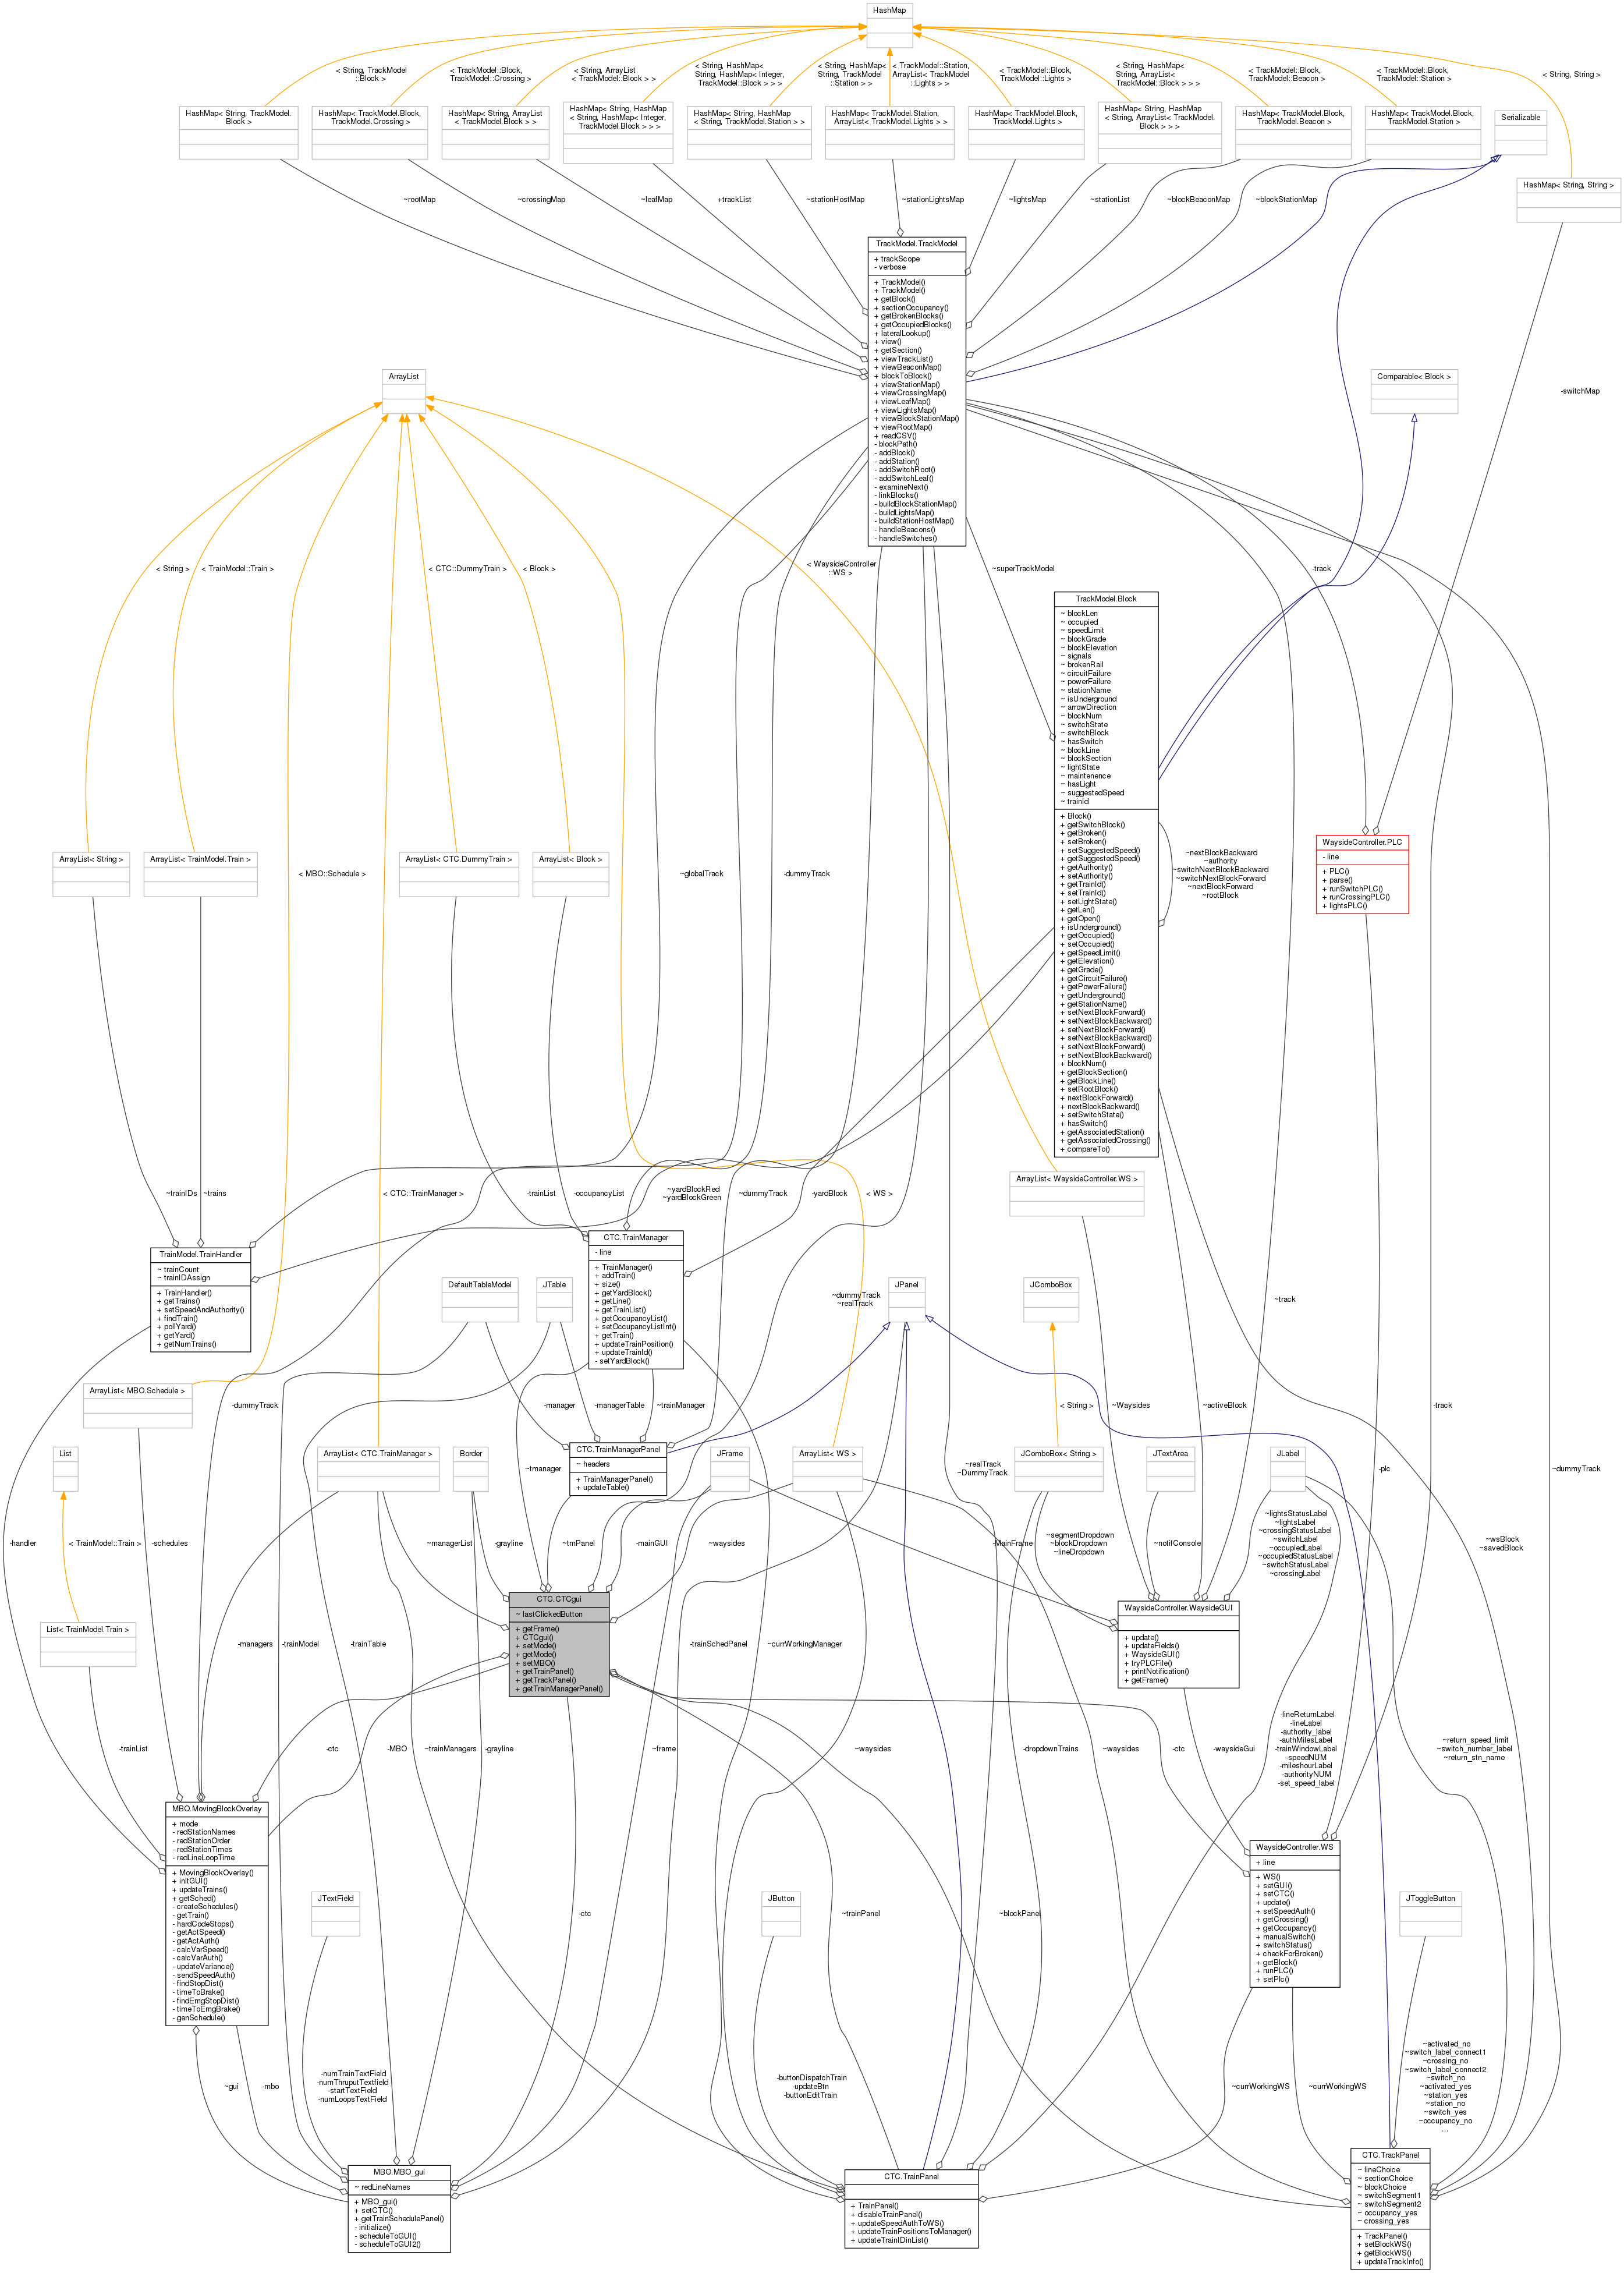 HashMap
< String, TrackModel
::Block >
< TrackModel::Block,
TrackModel::Crossing >
< String, ArrayList
< TrackModel::Block > >
< String, HashMap<
String, HashMap< Integer,
TrackModel::Block > > >
< String, HashMap<
String, TrackModel
::Station > >
< TrackModel::Station,
ArrayList< TrackModel
::Lights > >
< TrackModel::Block,
TrackModel::Lights >
< String, HashMap<
String, ArrayList<
TrackModel::Block > > >
< TrackModel::Block,
TrackModel::Beacon >
< TrackModel::Block,
TrackModel::Station >
< String, String >
HashMap< String, TrackModel.
Block >
HashMap< TrackModel.Block,
TrackModel.Crossing >
HashMap< String, ArrayList
< TrackModel.Block > >
HashMap< String, HashMap
< String, HashMap< Integer,
TrackModel.Block > > >
HashMap< String, HashMap
< String, TrackModel.Station > >
HashMap< TrackModel.Station,
ArrayList< TrackModel.Lights > >
HashMap< TrackModel.Block,
TrackModel.Lights >
HashMap< String, HashMap
< String, ArrayList< TrackModel.
Block > > >
HashMap< TrackModel.Block,
TrackModel.Beacon >
HashMap< TrackModel.Block,
TrackModel.Station >
Serializable
HashMap< String, String >
~rootMap
~crossingMap
~leafMap
+trackList
~stationHostMap
~stationLightsMap
~lightsMap
~stationList
~blockBeaconMap
~blockStationMap
TrackModel.TrackModel
+ trackScope
- verbose
+ TrackModel()
+ TrackModel()
+ getBlock()
+ sectionOccupancy()
+ getBrokenBlocks()
+ getOccupiedBlocks()
+ lateralLookup()
+ view()
+ getSection()
+ viewTrackList()
+ viewBeaconMap()
+ blockToBlock()
+ viewStationMap()
+ viewCrossingMap()
+ viewLeafMap()
+ viewLightsMap()
+ viewBlockStationMap()
+ viewRootMap()
+ readCSV()
- blockPath()
- addBlock()
- addStation()
- addSwitchRoot()
- addSwitchLeaf()
- examineNext()
- linkBlocks()
- buildBlockStationMap()
- buildLightsMap()
- buildStationHostMap()
- handleBeacons()
- handleSwitches()
ArrayList
Comparable< Block >
-switchMap
< String >
< TrainModel::Train >
< CTC::DummyTrain >
< Block >
< WaysideController
::WS >
~superTrackModel
-track
TrackModel.Block
~ blockLen
~ occupied
~ speedLimit
~ blockGrade
~ blockElevation
~ signals
~ brokenRail
~ circuitFailure
~ powerFailure
~ stationName
~ isUnderground
~ arrowDirection
~ blockNum
~ switchState
~ switchBlock
~ hasSwitch
~ blockLine
~ blockSection
~ lightState
~ maintenence
~ hasLight
~ suggestedSpeed
~ trainId
+ Block()
+ getSwitchBlock()
+ getBroken()
+ setBroken()
+ setSuggestedSpeed()
+ getSuggestedSpeed()
+ getAuthority()
+ setAuthority()
+ getTrainId()
+ setTrainId()
+ setLightState()
+ getLen()
+ getOpen()
+ isUnderground()
+ getOccupied()
+ setOccupied()
+ getSpeedLimit()
+ getElevation()
+ getGrade()
+ getCircuitFailure()
+ getPowerFailure()
+ getUnderground()
+ getStationName()
+ setNextBlockForward()
+ setNextBlockBackward()
+ setNextBlockForward()
+ setNextBlockBackward()
+ setNextBlockForward()
+ setNextBlockBackward()
+ blockNum()
+ getBlockSection()
+ getBlockLine()
+ setRootBlock()
+ nextBlockForward()
+ nextBlockBackward()
+ setSwitchState()
+ hasSwitch()
+ getAssociatedStation()
+ getAssociatedCrossing()
+ compareTo()
~nextBlockBackward
~authority
~switchNextBlockBackward
~switchNextBlockForward
~nextBlockForward
~rootBlock
WaysideController.PLC
- line
+ PLC()
+ parse()
+ runSwitchPLC()
+ runCrossingPLC()
+ lightsPLC()
ArrayList< String >
ArrayList< TrainModel.Train >
< MBO::Schedule >
ArrayList< CTC.DummyTrain >
ArrayList< Block >
~globalTrack
-dummyTrack
ArrayList< WaysideController.WS >
~trainIDs
~trains
< CTC::TrainManager >
-trainList
-occupancyList
~yardBlockRed
~yardBlockGreen
~dummyTrack
-yardBlock
< WS >
TrainModel.TrainHandler
~ trainCount
~ trainIDAssign
+ TrainHandler()
+ getTrains()
+ setSpeedAndAuthority()
+ findTrain()
+ pollYard()
+ getYard()
+ getNumTrains()
CTC.TrainManager
- line
+ TrainManager()
+ addTrain()
+ size()
+ getYardBlock()
+ getLine()
+ getTrainList()
+ getOccupancyList()
+ setOccupancyListInt()
+ getTrain()
+ updateTrainPosition()
+ updateTrainId()
- setYardBlock()
DefaultTableModel
JTable
~dummyTrack
~realTrack
JPanel
JComboBox
~track
ArrayList< MBO.Schedule >
-dummyTrack
-manager
-managerTable
~trainManager
< String >
~Waysides
~activeBlock
-track
List
ArrayList< CTC.TrainManager >
Border
~tmanager
CTC.TrainManagerPanel
~ headers
+ TrainManagerPanel()
+ updateTable()
JFrame
ArrayList< WS >
~realTrack
~DummyTrack
JComboBox< String >
JTextArea
JLabel
-plc
~dummyTrack
-handler
< TrainModel::Train >
-schedules
~managerList
-grayline
~tmPanel
-mainGUI
~waysides
-MainFrame
~segmentDropdown
~blockDropdown
~lineDropdown
~notifConsole
~lightsStatusLabel
~lightsLabel
~crossingStatusLabel
~switchLabel
~occupiedLabel
~occupiedStatusLabel
~switchStatusLabel
~crossingLabel
~wsBlock
~savedBlock
List< TrainModel.Train >
-managers
-trainModel
-trainTable
CTC.CTCgui
~ lastClickedButton
+ getFrame()
+ CTCgui()
+ setMode()
+ getMode()
+ setMBO()
+ getTrainPanel()
+ getTrackPanel()
+ getTrainManagerPanel()
-trainSchedPanel
~currWorkingManager
WaysideController.WaysideGUI
+ update()
+ updateFields()
+ WaysideGUI()
+ tryPLCFile()
+ printNotification()
+ getFrame()
-trainList
-ctc
-MBO
~trainManagers
-grayline
~frame
~waysides
-dropdownTrains
~waysides
-ctc
-waysideGui
-lineReturnLabel
-lineLabel
-authority_label
-authMilesLabel
-trainWindowLabel
-speedNUM
-mileshourLabel
-authorityNUM
-set_speed_label
~return_speed_limit
~switch_number_label
~return_stn_name
MBO.MovingBlockOverlay
+ mode
- redStationNames
- redStationOrder
- redStationTimes
- redLineLoopTime
+ MovingBlockOverlay()
+ initGUI()
+ updateTrains()
+ getSched()
- createSchedules()
- getTrain()
- hardCodeStops()
- getActSpeed()
- getActAuth()
- calcVarSpeed()
- calcVarAuth()
- updateVariance()
- sendSpeedAuth()
- findStopDist()
- timeToBrake()
- findEmgStopDist()
- timeToEmgBrake()
- genSchedule()
WaysideController.WS
+ line
+ WS()
+ setGUI()
+ setCTC()
+ update()
+ setSpeedAuth()
+ getCrossing()
+ getOccupancy()
+ manualSwitch()
+ switchStatus()
+ checkForBroken()
+ getBlock()
+ runPLC()
+ setPlc()
JTextField
-ctc
JButton
~trainPanel
~blockPanel
JToggleButton
~gui
-mbo
-numTrainTextField
-numThruputTextfield
-startTextField
-numLoopsTextField
-buttonDispatchTrain
-updateBtn
-buttonEditTrain
~currWorkingWS
~currWorkingWS
~activated_no
~switch_label_connect1
~crossing_no
~switch_label_connect2
~switch_no
~activated_yes
~station_yes
~station_no
~switch_yes
~occupancy_no
...
MBO.MBO_gui
~ redLineNames
+ MBO_gui()
+ setCTC()
+ getTrainSchedulePanel()
- initialize()
- scheduleToGUI()
- scheduleToGUI2()
CTC.TrainPanel
+ TrainPanel()
+ disableTrainPanel()
+ updateSpeedAuthToWS()
+ updateTrainPositionsToManager()
+ updateTrainIDinList()
CTC.TrackPanel
~ lineChoice
~ sectionChoice
~ blockChoice
~ switchSegment1
~ switchSegment2
~ occupancy_yes
~ crossing_yes
+ TrackPanel()
+ setBlockWS()
+ getBlockWS()
+ updateTrackInfo()